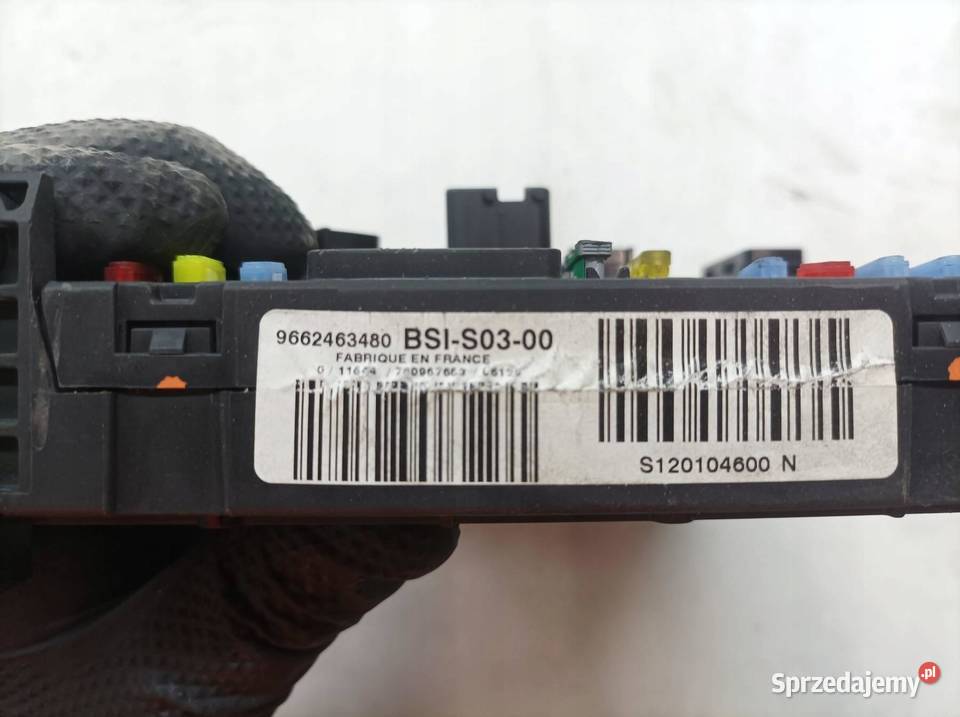 9662463480 BSI-S03-00
FABRIQUE EN FRANCE
S120104600 N
Sprzedajemy.pl